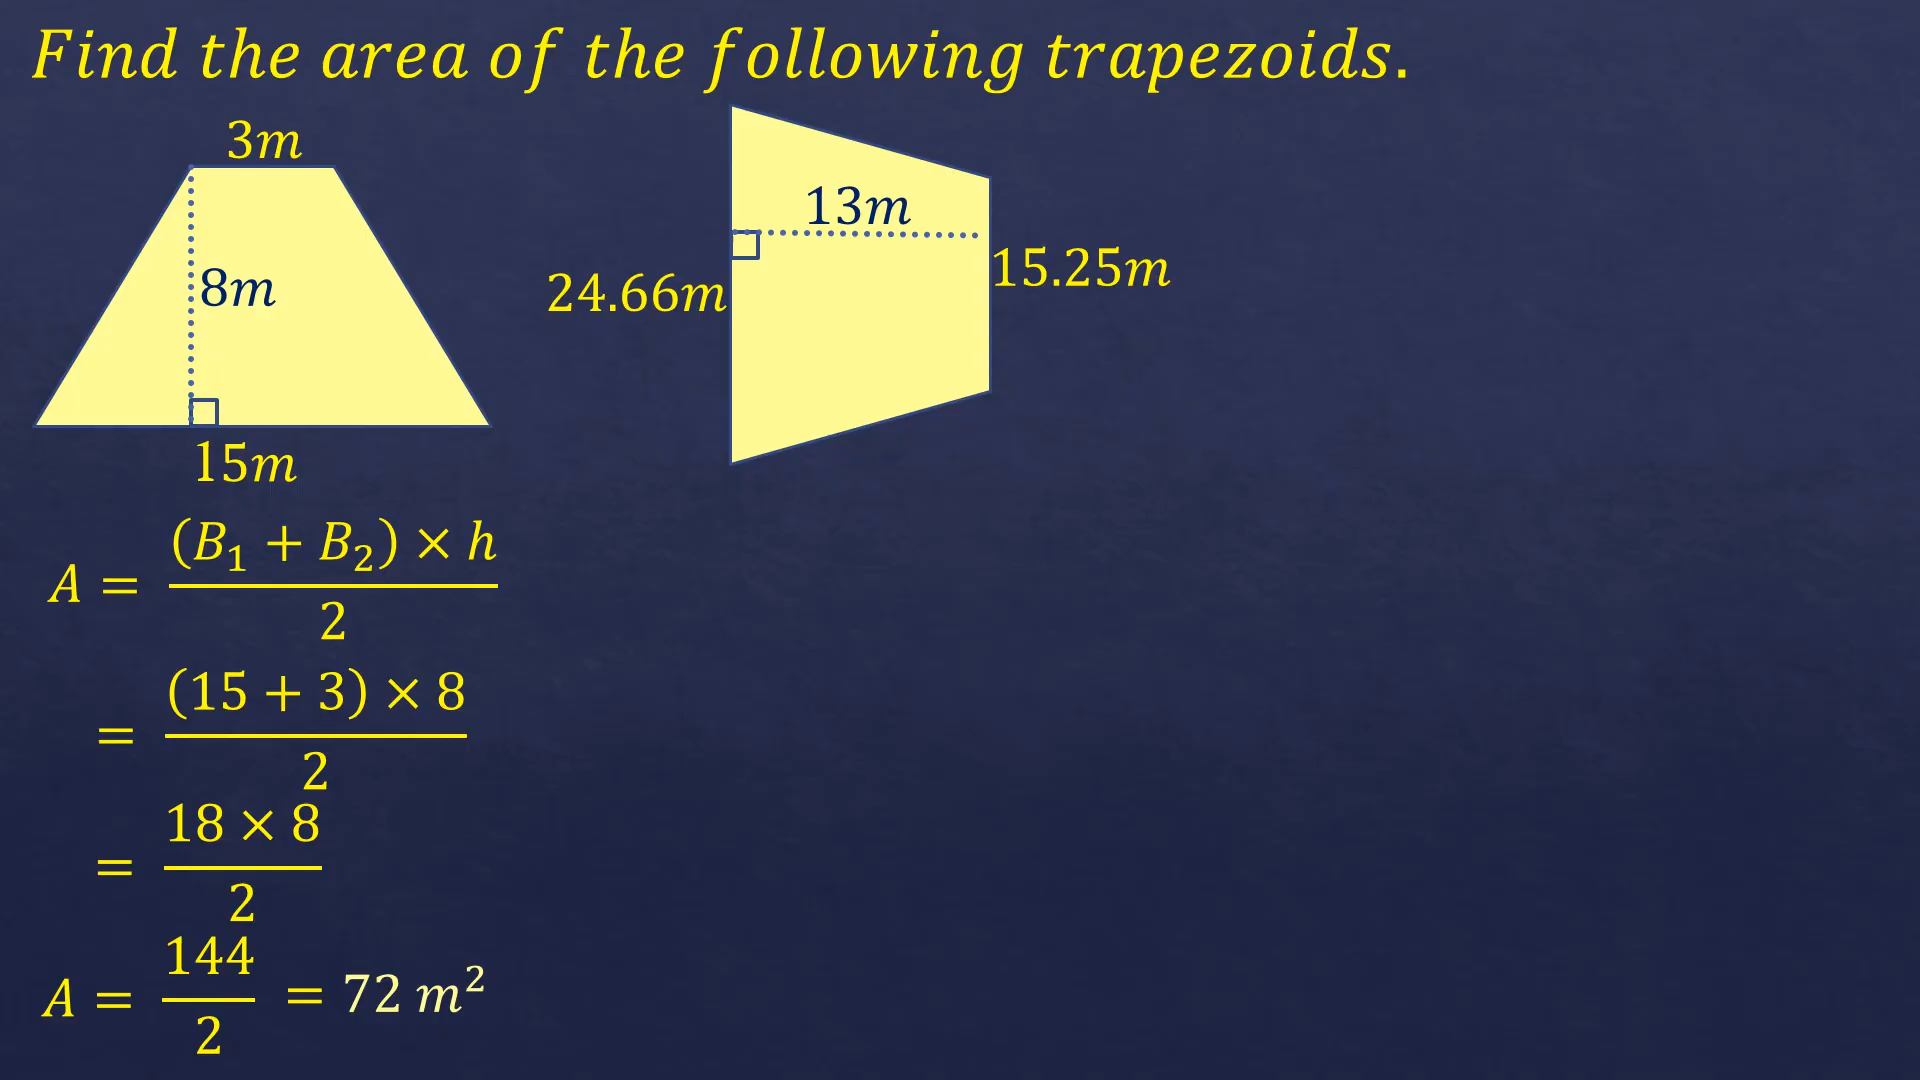 Find the area of the following trapezoids.
3m
8m
15m
13m
24.66m
15.25m
A = (B₁ + B₂) × h / 2
= (15 + 3) × 8 / 2
= 18 × 8 / 2
A = 144 / 2 = 72 m²